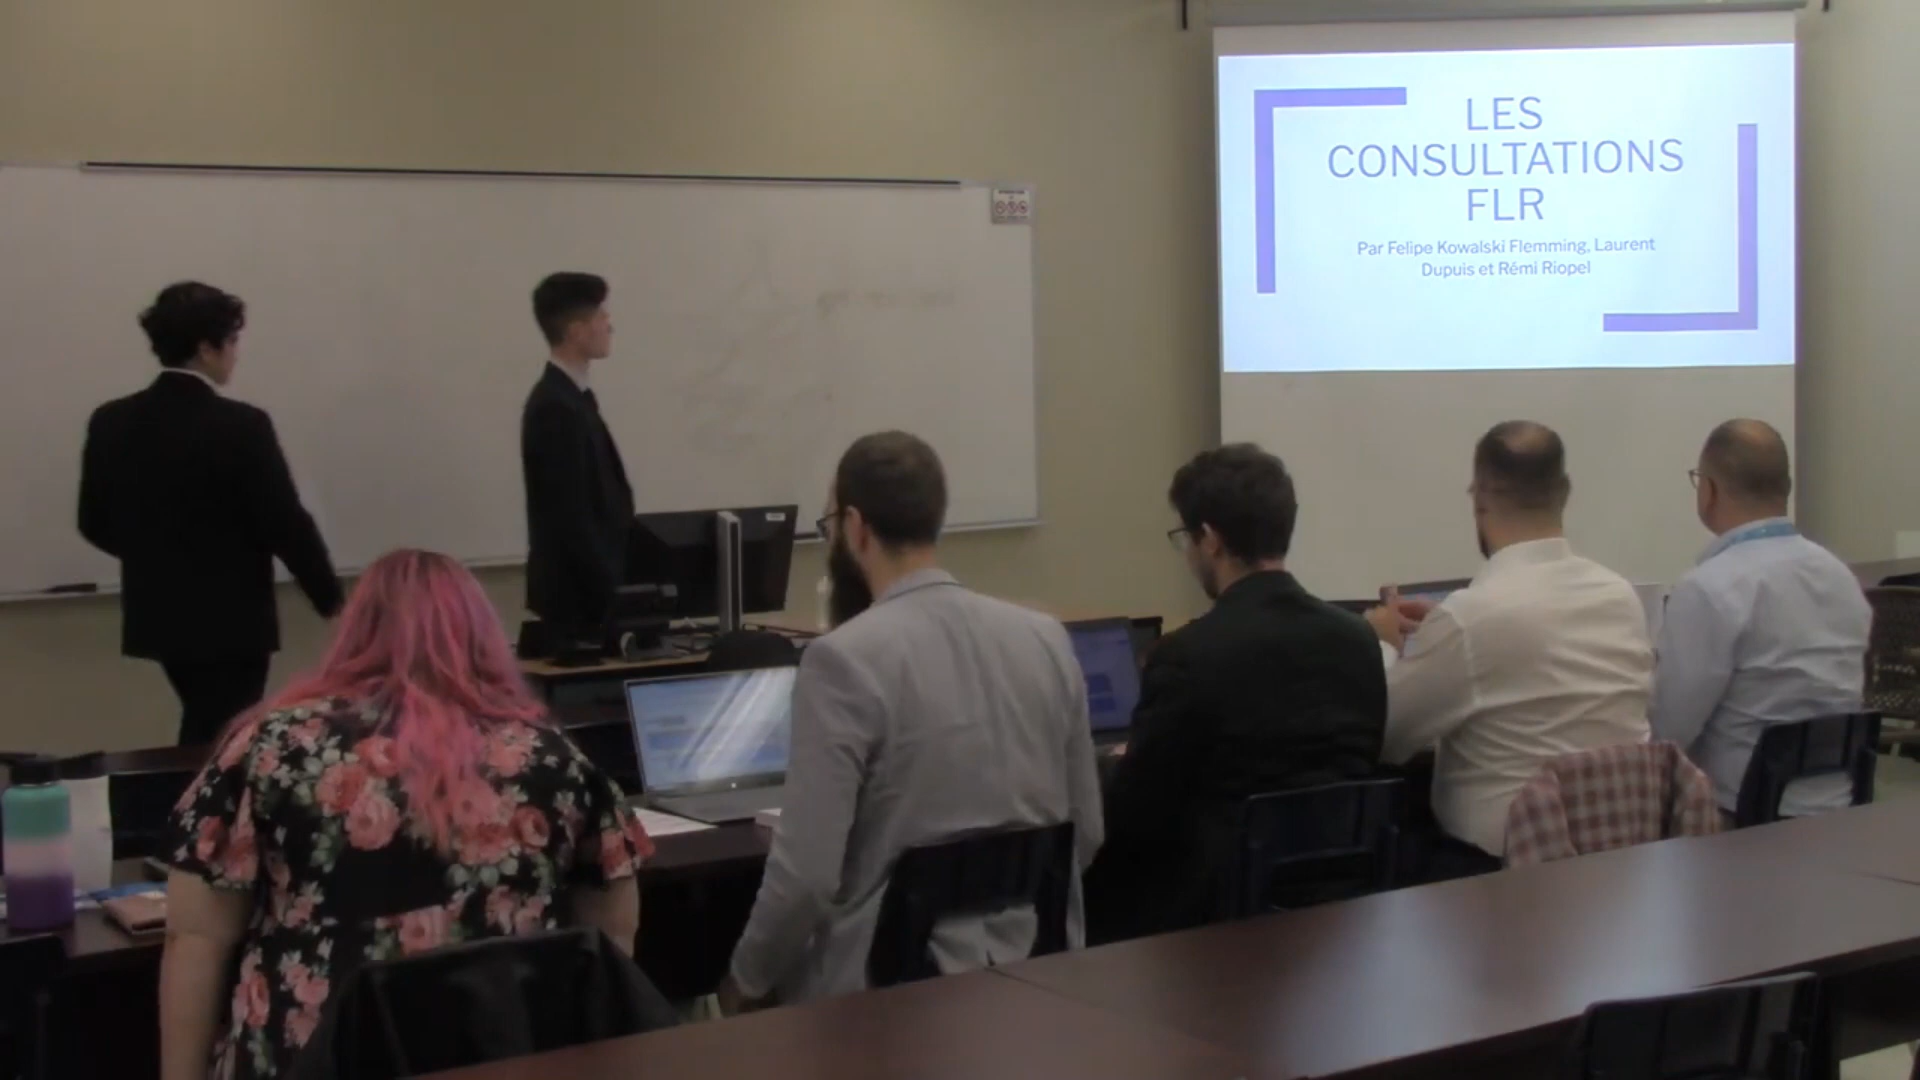 LES
CONSULTATIONS
FLR
Par Felipe Kowalski Flemming, Laurent
Dupuis et Rémi Riopel